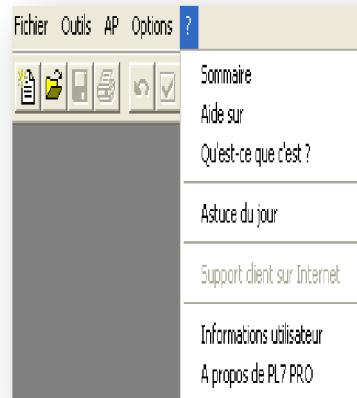 Fichier Outils AP Options ?
Sommaire
Aide sur
Qu'est-ce que c'est ?
Astuce du jour
Support client sur Internet
Informations utilisateur
A propos de PL7 PRO